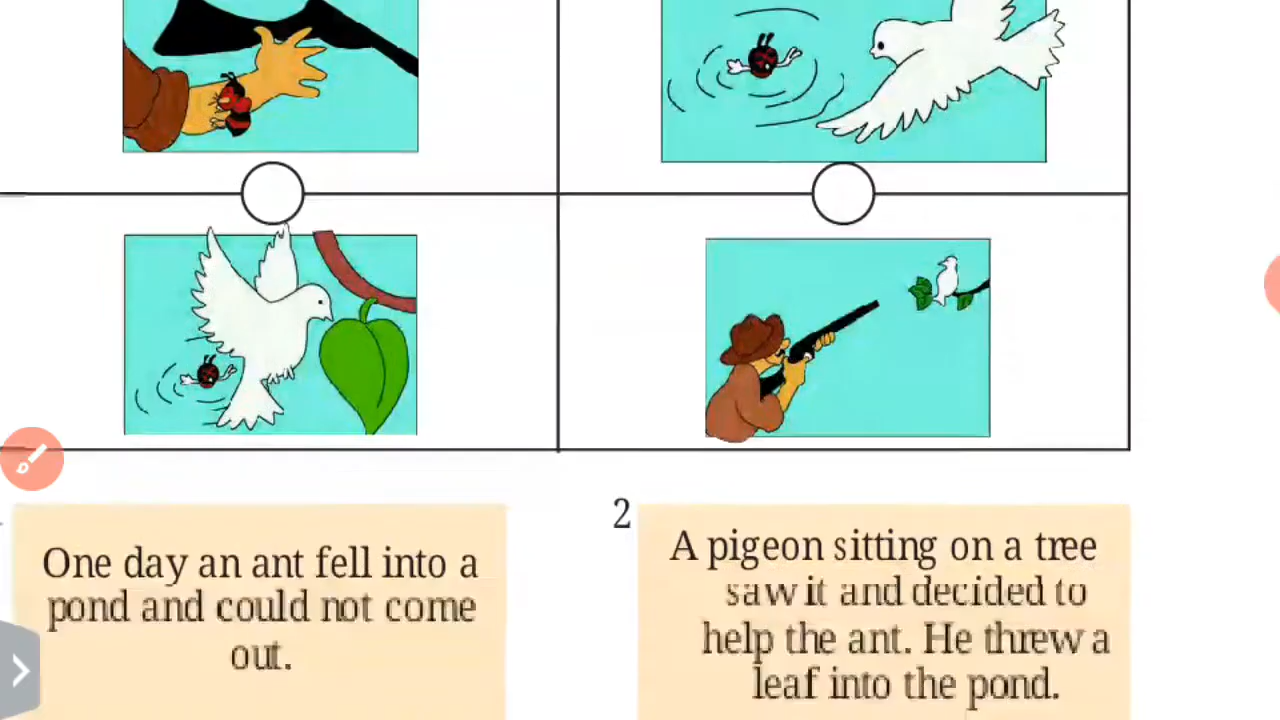 One day an ant fell into a
pond and could not come
out.
2
A pigeon sitting on a tree
saw it and decided to
help the ant. He threw a
leaf into the pond.